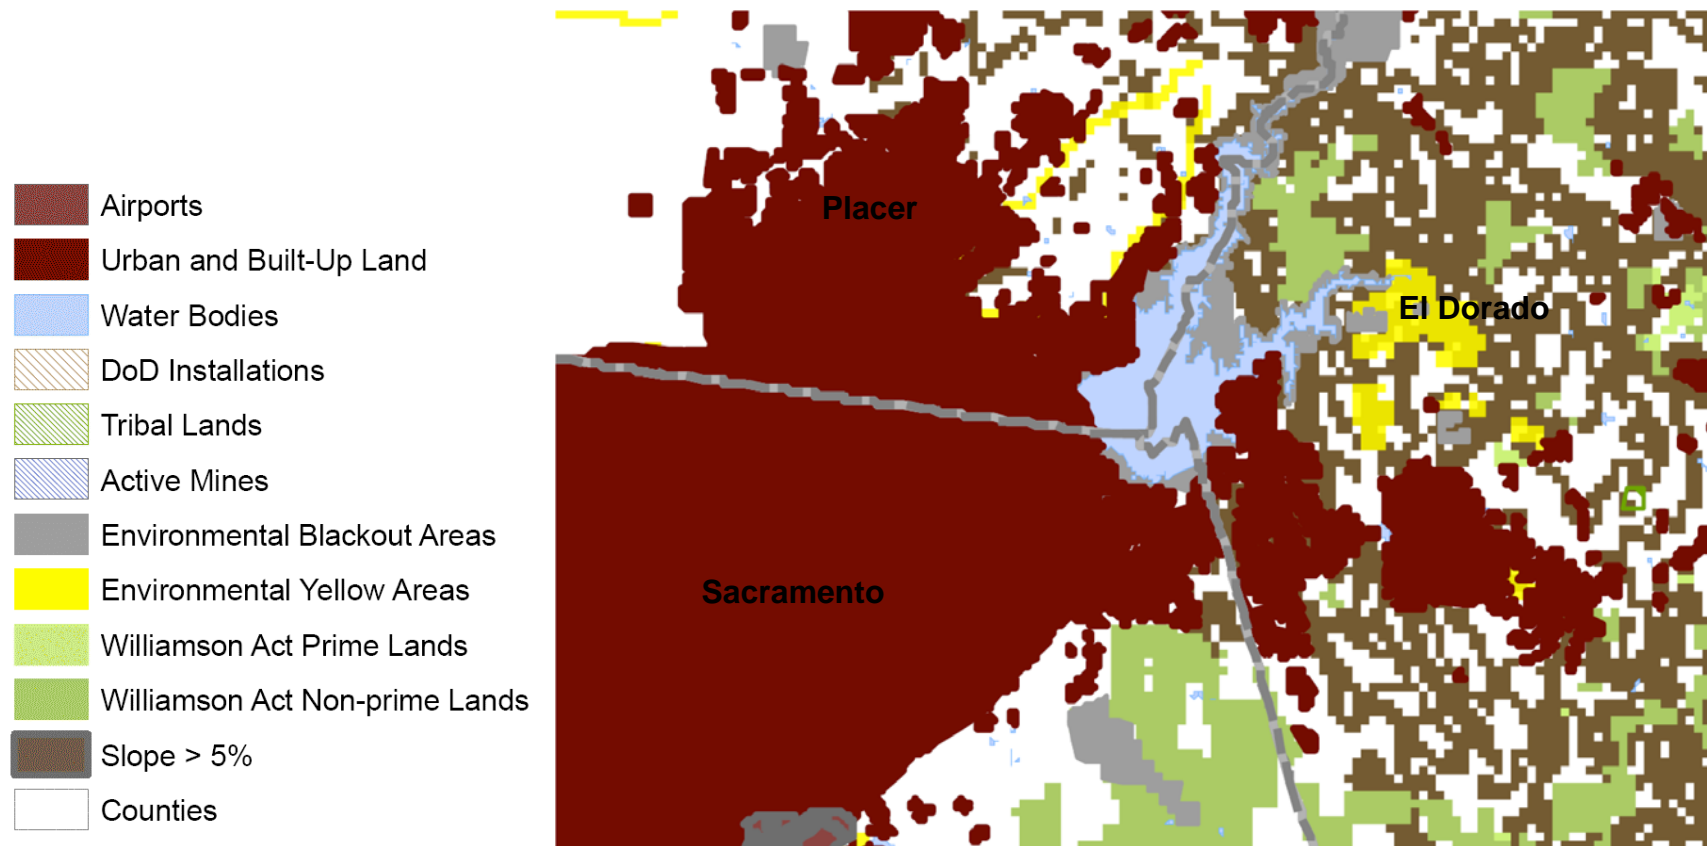 Airports
Urban and Built-Up Land
Water Bodies
DoD Installations
Tribal Lands
Active Mines
Environmental Blackout Areas
Environmental Yellow Areas
Williamson Act Prime Lands
Williamson Act Non-prime Lands
Slope > 5%
Counties
Placer
El Dorado
Sacramento